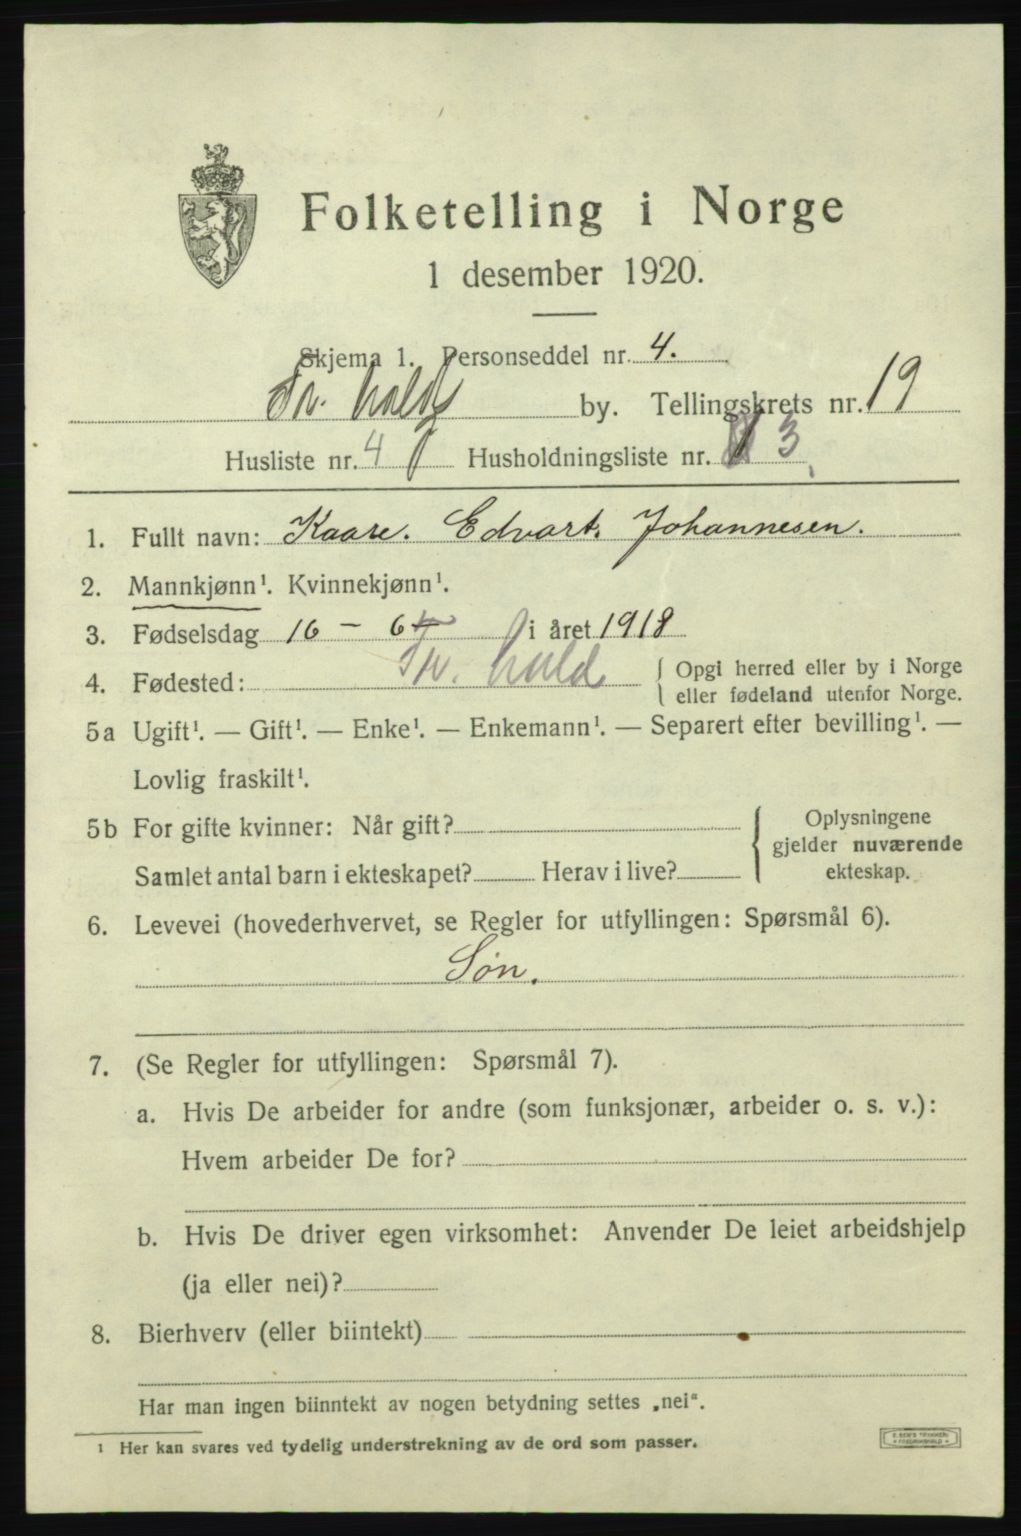 Folketelling i Norge
1 desember 1920.
Skjema 1. Personseddel nr. 4.
Fr. hald by. Tellingskrets nr. 19
Husliste nr. 4 Husholdningsliste nr. 3
1. Fullt navn: Kaare. Edvart. Johannesen.
2. Mannkjønn¹. Kvinnekjønn¹.
3. Fødselsdag 16 – 6 i året 1918
4. Fødested: Fr. hald { Opgi herred eller by i Norge
eller fødeland utenfor Norge.
5a Ugift¹. — Gift¹. — Enke¹. — Enkemann¹. — Separert efter bevilling¹. —
Lovlig fraskilt¹.
5b For gifte kvinner: Når gift? { Oplysningene
gjelder nuværende
Samlet antal barn i ekteskapet? Herav i live? ekteskap.
6. Levevei (hovederhvervet, se Regler for utfyllingen: Spørsmål 6).
Søn.
7. (Se Regler for utfyllingen: Spørsmål 7).
a. Hvis De arbeider for andre (som funksjonær, arbeider o. s. v.):
Hvem arbeider De for?
b. Hvis De driver egen virksomhet: Anvender De leiet arbeidshjelp
(ja eller nei)?
8. Bierhverv (eller biintekt)
Har man ingen biinntekt av nogen betydning settes „nei".
¹ Her kan svares ved tydelig understrekning av de ord som passer.